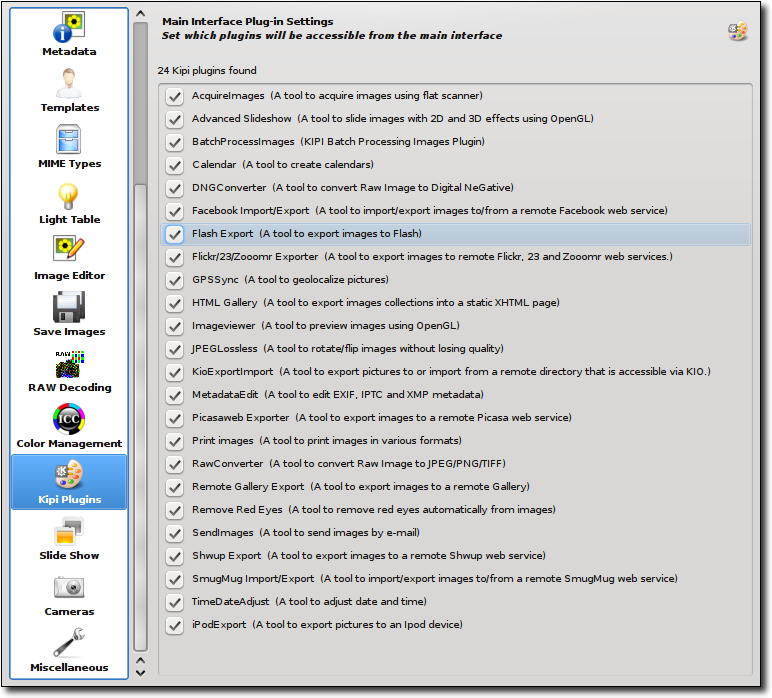 Metadata
Templates
MIME Types
Light Table
Image Editor
Save Images
RAW
RAW Decoding
ICC
Color Management
Kipi Plugins
Slide Show
Cameras
Miscellaneous
Main Interface Plug-in Settings
Set which plugins will be accessible from the main interface
24 Kipi plugins found
AcquireImages (A tool to acquire images using flat scanner)
Advanced Slideshow (A tool to slide images with 2D and 3D effects using OpenGL)
BatchProcessImages (KIPI Batch Processing Images Plugin)
Calendar (A tool to create calendars)
DNGConverter (A tool to convert Raw Image to Digital NeGative)
Facebook Import/Export (A tool to import/export images to/from a remote Facebook web service)
Flash Export (A tool to export images to Flash)
Flickr/23/Zooomr Exporter (A tool to export images to remote Flickr, 23 and Zooomr web services.)
GPSSync (A tool to geolocalize pictures)
HTML Gallery (A tool to export images collections into a static XHTML page)
Imageviewer (A tool to preview images using OpenGL)
JPEGLossless (A tool to rotate/flip images without losing quality)
KioExportImport (A tool to export pictures to or import from a remote directory that is accessible via KIO.)
MetadataEdit (A tool to edit EXIF, IPTC and XMP metadata)
Picasaweb Exporter (A tool to export images to a remote Picasa web service)
Print images (A tool to print images in various formats)
RawConverter (A tool to convert Raw Image to JPEG/PNG/TIFF)
Remote Gallery Export (A tool to export images to a remote Gallery)
Remove Red Eyes (A tool to remove red eyes automatically from images)
SendImages (A tool to send images by e-mail)
Shwup Export (A tool to export images to a remote Shwup web service)
SmugMug Import/Export (A tool to import/export images to/from a remote SmugMug web service)
TimeDateAdjust (A tool to adjust date and time)
iPodExport (A tool to export pictures to an Ipod device)